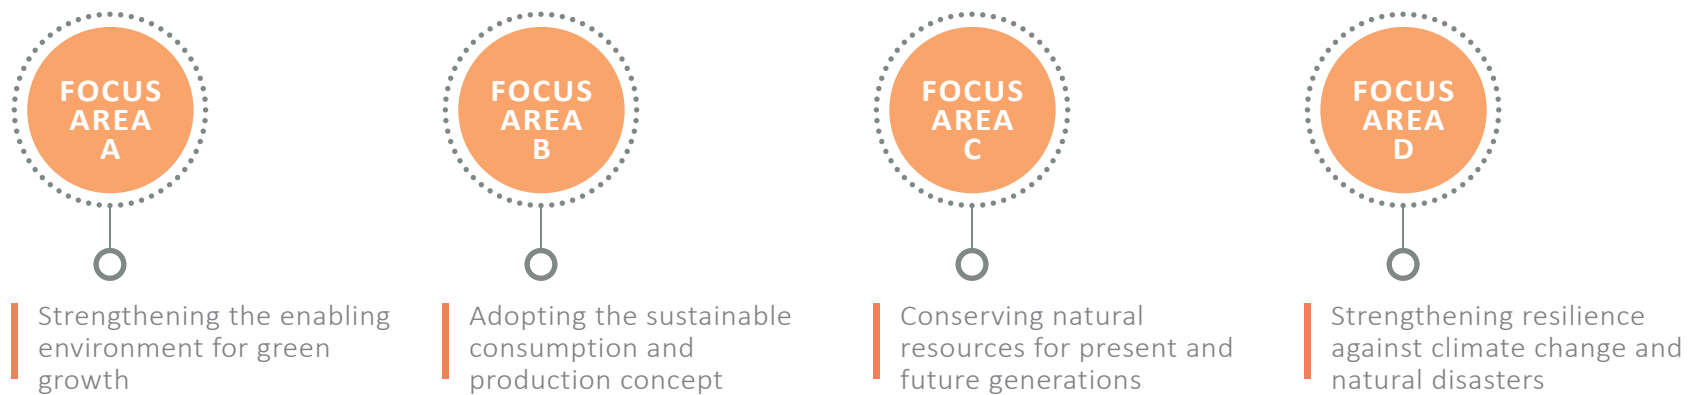 FOCUS
AREA
A
Strengthening the enabling
environment for green
growth
FOCUS
AREA
B
Adopting the sustainable
consumption and
production concept
FOCUS
AREA
C
Conserving natural
resources for present and
future generations
FOCUS
AREA
D
Strengthening resilience
against climate change and
natural disasters